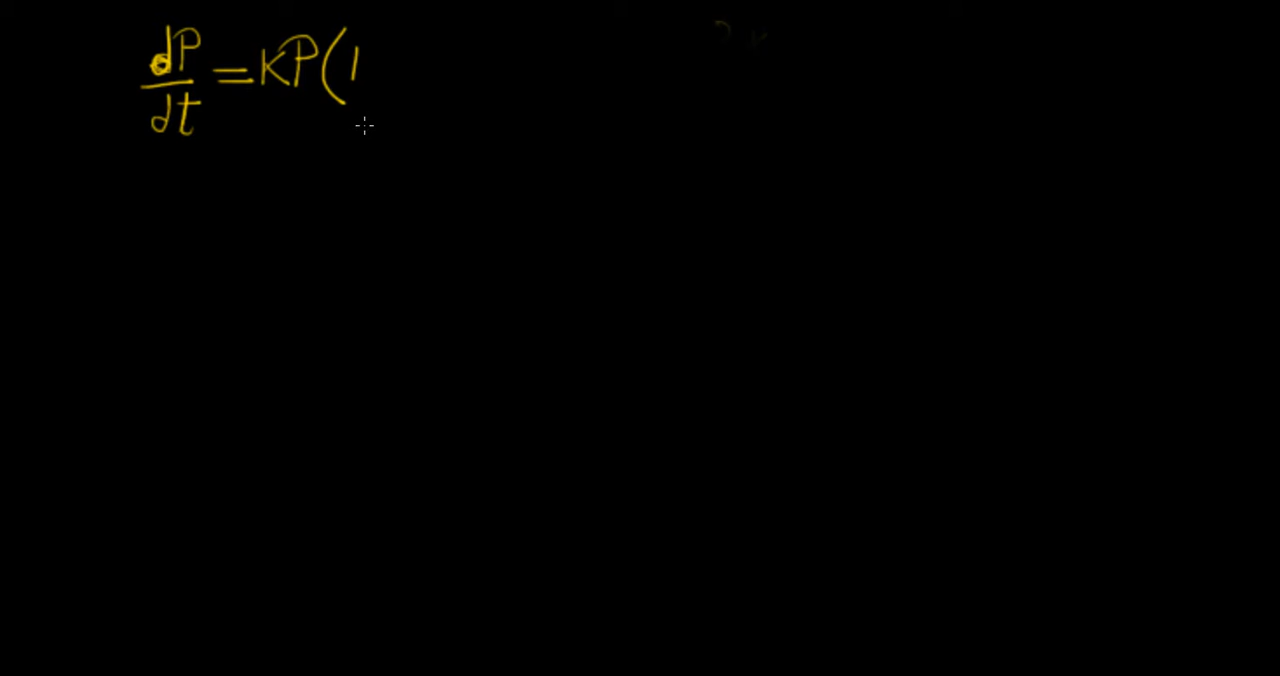 dP/dt = KP(1